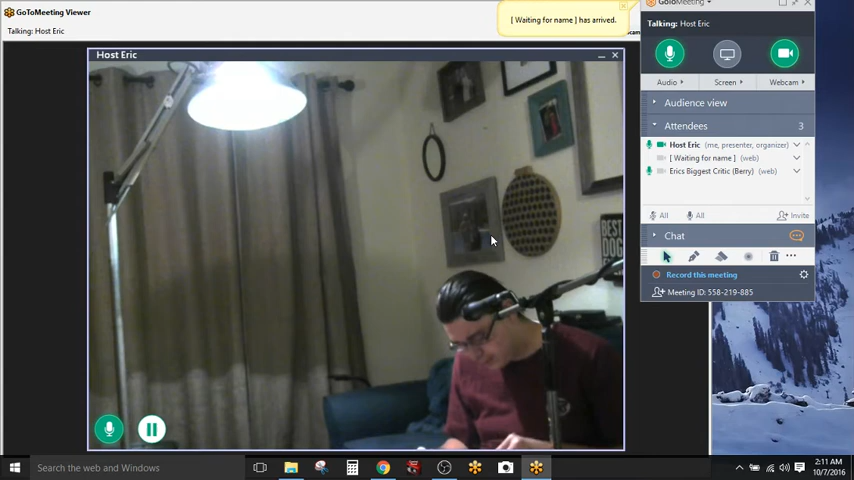 GoToMeeting Viewer
Talking: Host Eric
[ Waiting for name ] has arrived.
Host Eric
BEST
DOG
GoToMeeting
Talking: Host Eric
Audio
Screen
Webcam
Audience view
Attendees 3
Host Eric (me, presenter, organizer)
[ Waiting for name ] (web)
Erics Biggest Critic (Berry) (web)
All
All
Invite
Chat
Record this meeting
Meeting ID: 558-219-885
Search the web and Windows
2:11 AM
10/7/2016